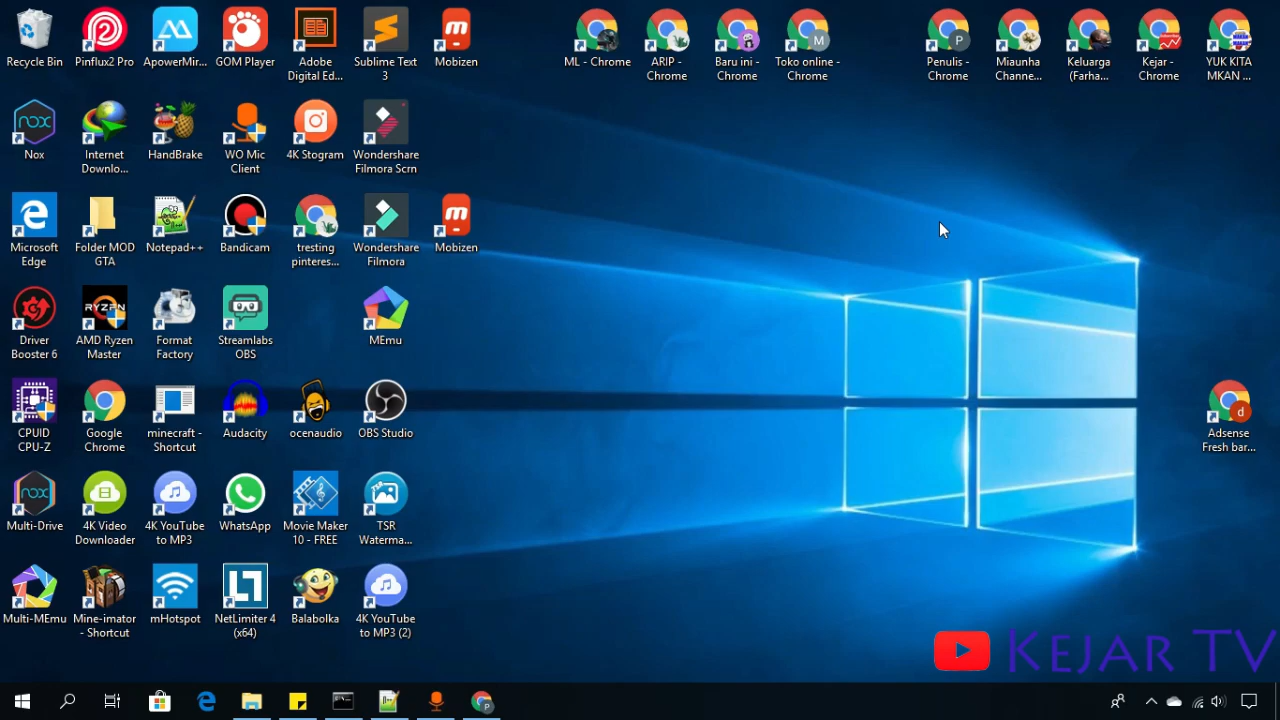 Recycle Bin
Pinflux2 Pro
ApowerMir...
GOM Player
Adobe
Digital Ed...
Sublime Text
3
Mobizen
ML - Chrome
ARIP -
Chrome
Baru ini -
Chrome
Toko online -
Chrome
Penulis -
Chrome
Miaunha
Channe...
Keluarga
(Farha...
Kejar -
Chrome
YUK KITA
MKAN ...
Nox
Internet
Downlo...
HandBrake
WO Mic
Client
4K Stogram
Wondershare
Filmora Scrn
Microsoft
Edge
Folder MOD
GTA
Notepad++
Bandicam
tresting
pinteres...
Wondershare
Filmora
Mobizen
Driver
Booster 6
AMD Ryzen
Master
Format
Factory
Streamlabs
OBS
MEmu
CPUID
CPU-Z
Google
Chrome
minecraft -
Shortcut
Audacity
ocenaudio
OBS Studio
Adsense
Fresh bar...
Multi-Drive
4K Video
Downloader
4K YouTube
to MP3
WhatsApp
Movie Maker
10 - FREE
TSR
Waterma...
Multi-MEmu
Mine-imator
- Shortcut
mHotspot
NetLimiter 4
(x64)
Balabolka
4K YouTube
to MP3 (2)
Kejar TV